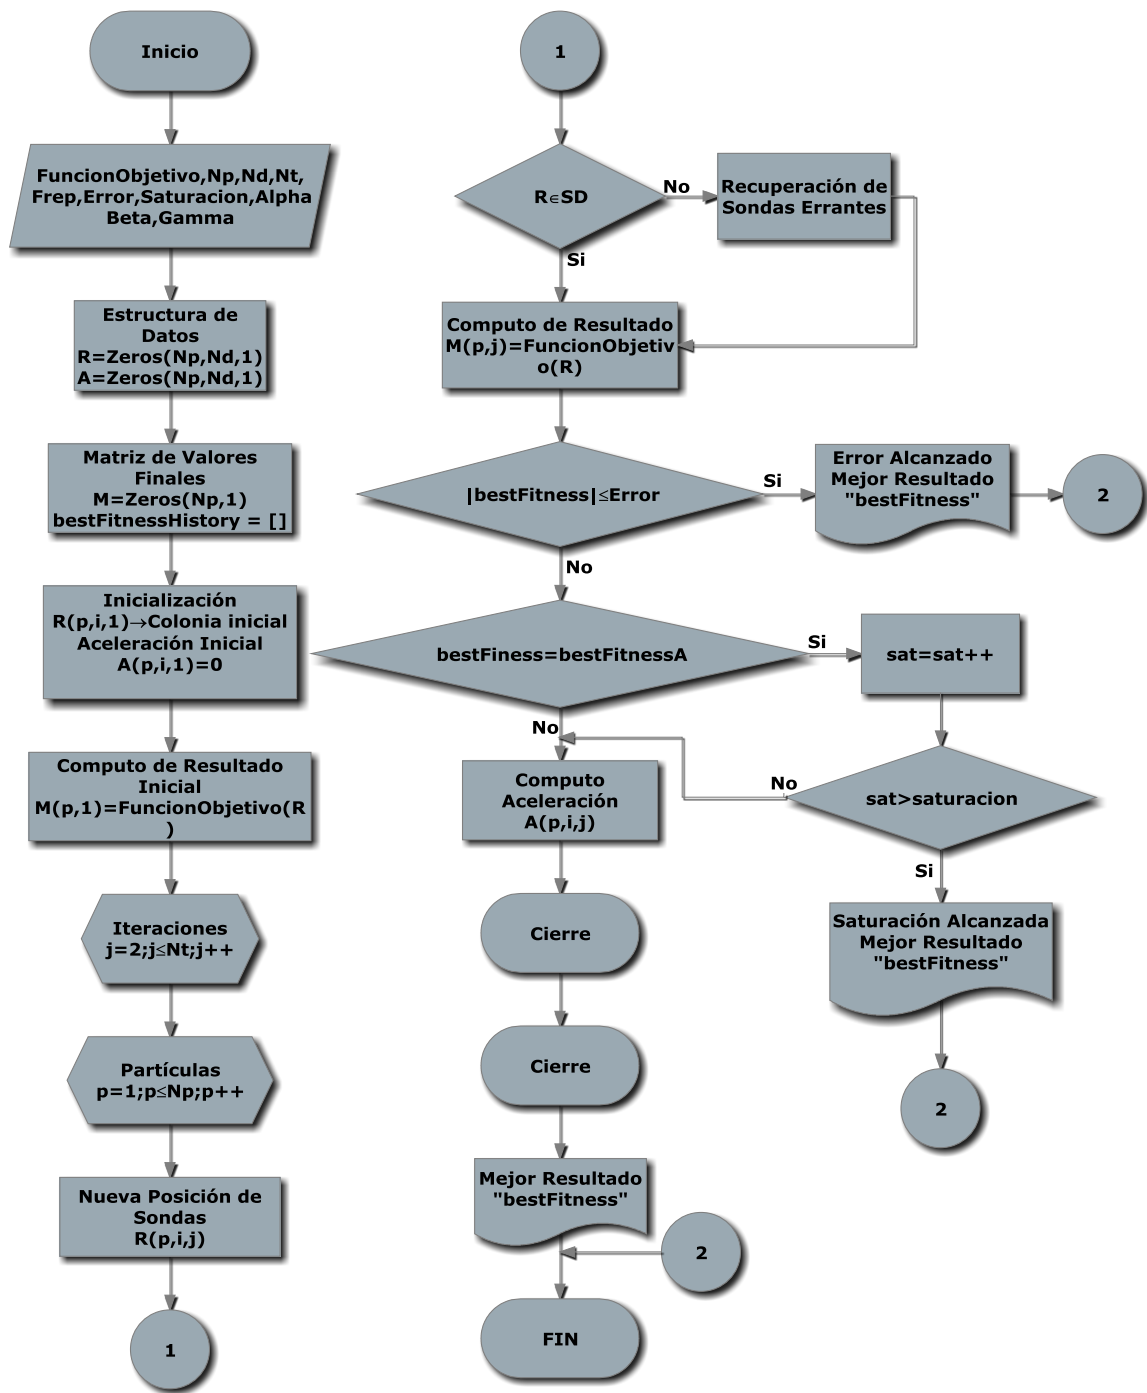 Inicio
FuncionObjetivo,Np,Nd,Nt,
Frep,Error,Saturacion,Alpha
Beta,Gamma
Estructura de
Datos
R=Zeros(Np,Nd,1)
A=Zeros(Np,Nd,1)
Matriz de Valores
Finales
M=Zeros(Np,1)
bestFitnessHistory = []
Inicialización
R(p,i,1)→Colonia inicial
Aceleración Inicial
A(p,i,1)=0
Computo de Resultado
Inicial
M(p,1)=FuncionObjetivo(R
)
Iteraciones
j=2;j≤Nt;j++
Partículas
p=1;p≤Np;p++
Nueva Posición de
Sondas
R(p,i,j)
1
1
R∈SD
No
Recuperación de
Sondas Errantes
Si
Computo de Resultado
M(p,j)=FuncionObjetiv
o(R)
|bestFitness|≤Error
Si
Error Alcanzado
Mejor Resultado
"bestFitness"
2
No
bestFiness=bestFitnessA
Si
sat=sat++
No
sat>saturacion
No
Si
Saturación Alcanzada
Mejor Resultado
"bestFitness"
2
Computo
Aceleración
A(p,i,j)
Cierre
Cierre
Mejor Resultado
"bestFitness"
2
FIN